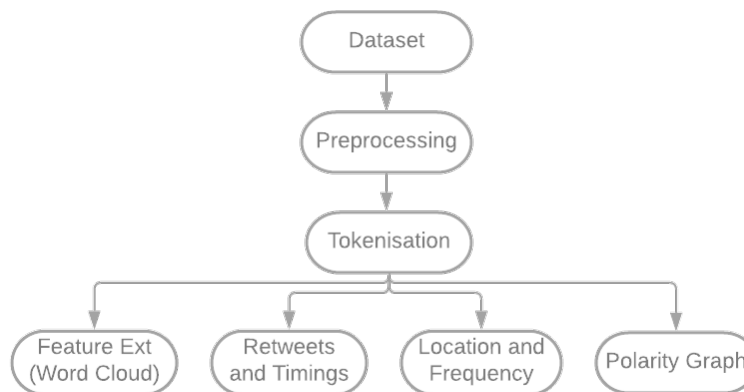 Dataset
Preprocessing
Tokenisation
Feature Ext
(Word Cloud)
Retweets
and Timings
Location and
Frequency
Polarity Graph